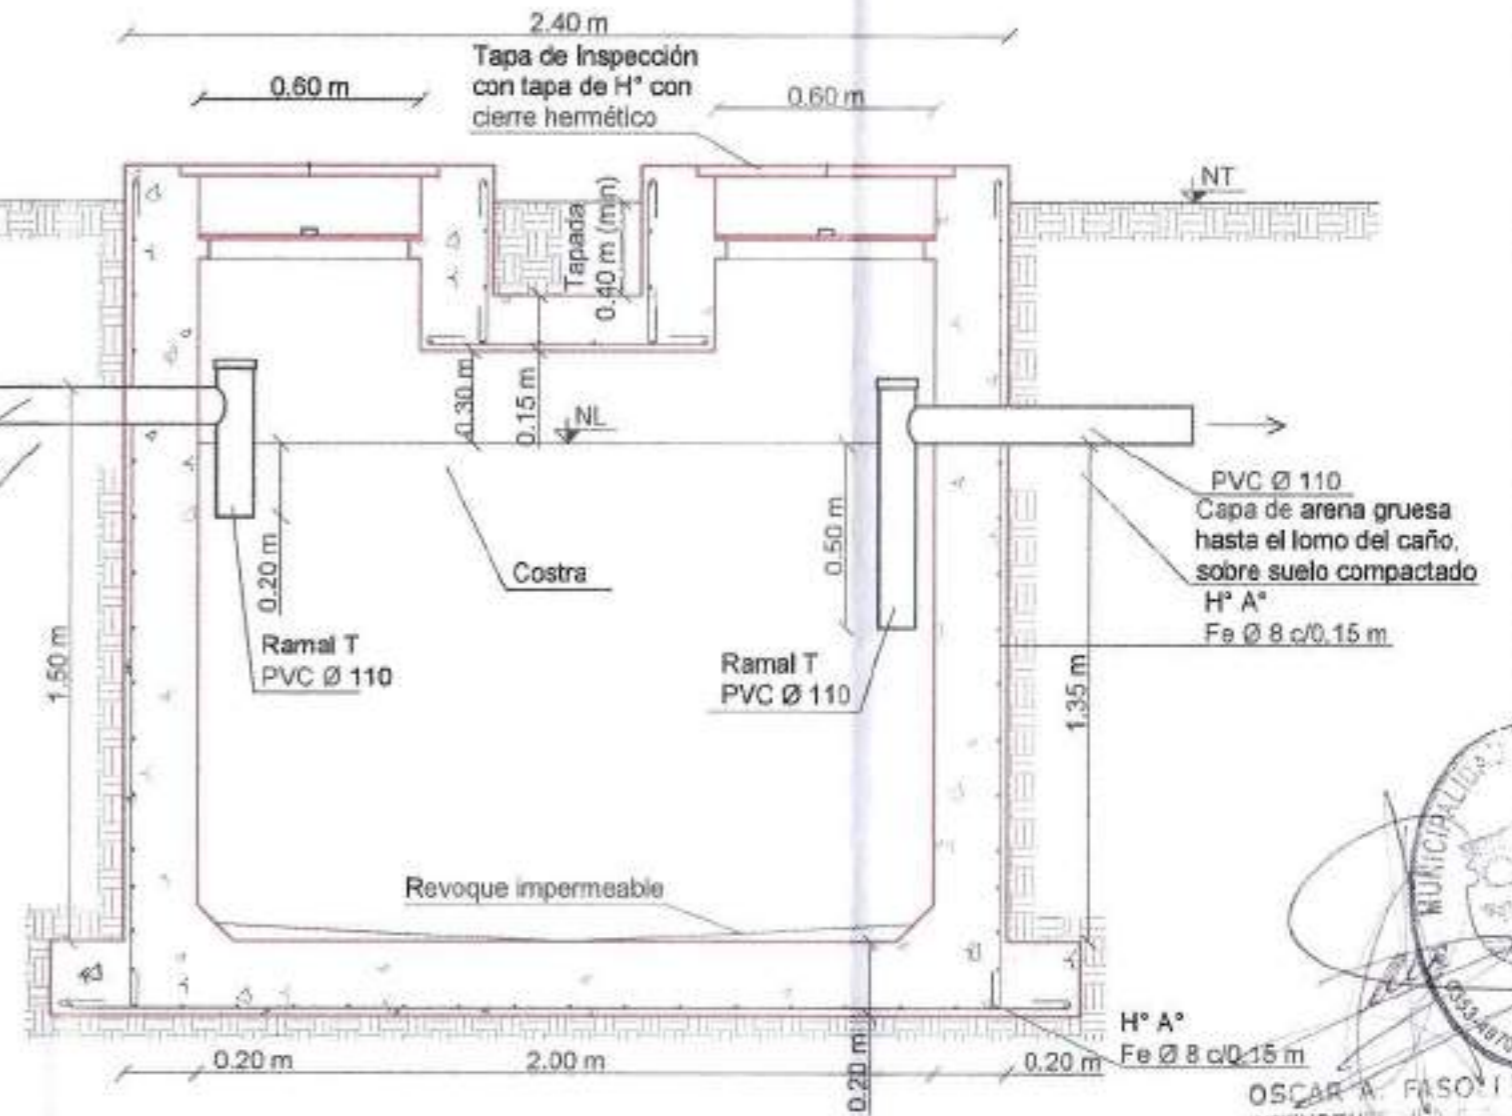 2.40 m
Tapa de Inspección
con tapa de H° con
cierre hermético
0.60 m
0.60 m
NT
Tapada
0.40 m (min)
0.30 m
0.15 m
NL
PVC Ø 110
Capa de arena gruesa
hasta el lomo del caño,
sobre suelo compactado
H° A°
Fe Ø 8 c/0.15 m
0.20 m
0.50 m
Costra
Ramal T
PVC Ø 110
Ramal T
PVC Ø 110
1.50 m
1.35 m
Revoque impermeable
H° A°
Fe Ø 8 c/0.15 m
0.20 m
2.00 m
0.20 m
0.20 m
OSCAR A.